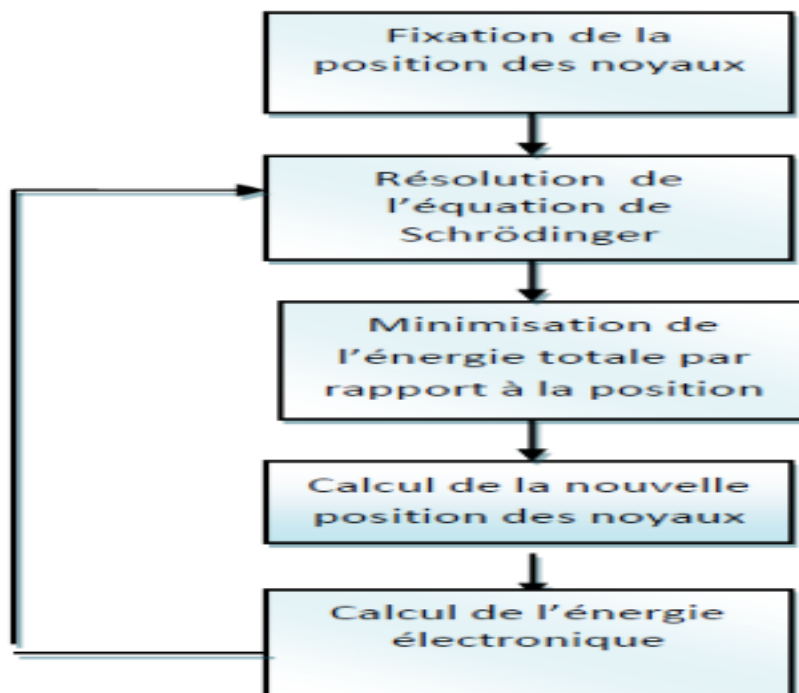 Fixation de la
position des noyaux
Résolution de
l'équation de
Schrödinger
Minimisation de
l'énergie totale par
rapport à la position
Calcul de la nouvelle
position des noyaux
Calcul de l'énergie
électronique